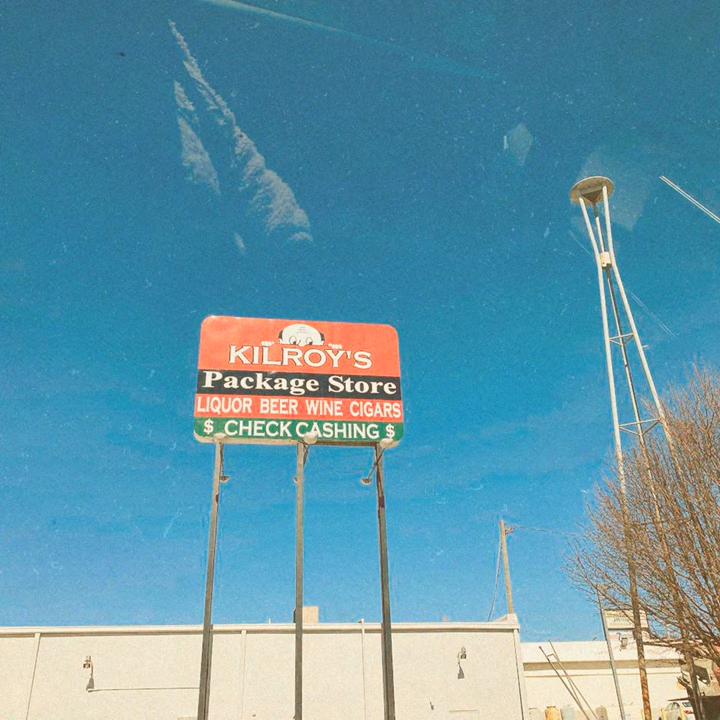 KILROY'S
Package Store
LIQUOR BEER WINE CIGARS
$ CHECK CASHING $